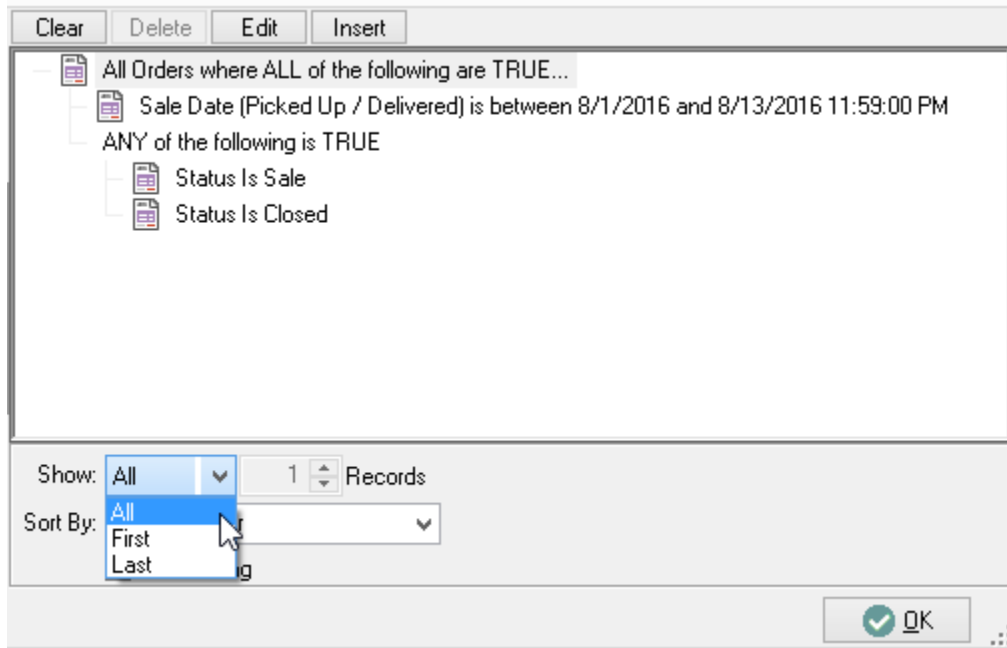 Clear Delete Edit Insert
All Orders where ALL of the following are TRUE...
Sale Date (Picked Up / Delivered) is between 8/1/2016 and 8/13/2016 11:59:00 PM
ANY of the following is TRUE
Status Is Sale
Status Is Closed
Show: All 1 Records
All
Sort By:
First
Last
OK